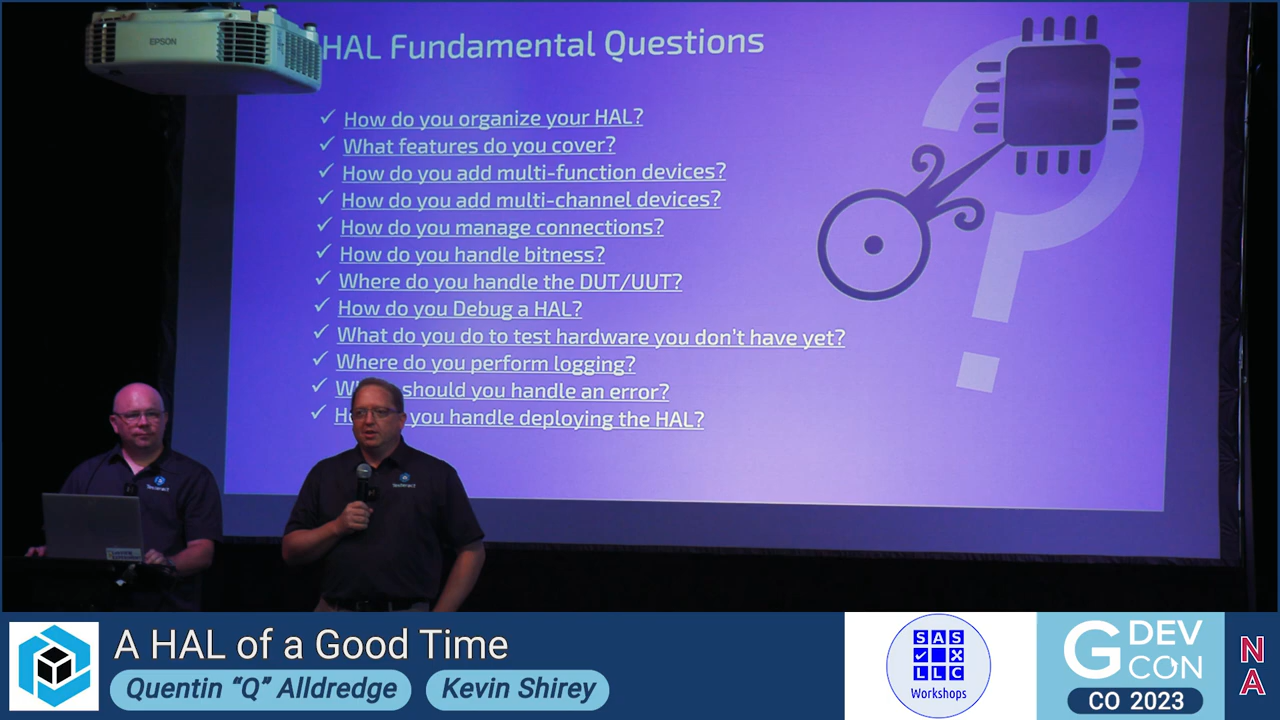 EPSON
HAL Fundamental Questions
How do you organize your HAL?
What features do you cover?
How do you add multi-function devices?
How do you add multi-channel devices?
How do you manage connections?
How do you handle bitness?
Where do you handle the DUT/UUT?
How do you Debug a HAL?
What do you do to test hardware you don't have yet?
Where do you perform logging?
should you handle an error?
you handle deploying the HAL?
A HAL of a Good Time
Quentin “Q” Alldredge
Kevin Shirey
SAS
LLC
Workshops
G DEV
CON
CO 2023
N
A